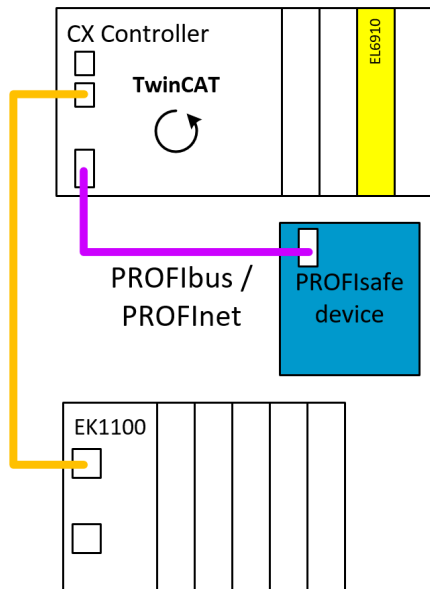 CX Controller
TwinCAT
EL6910
PROFIbus /
PROFInet
PROFIsafe
device
EK1100